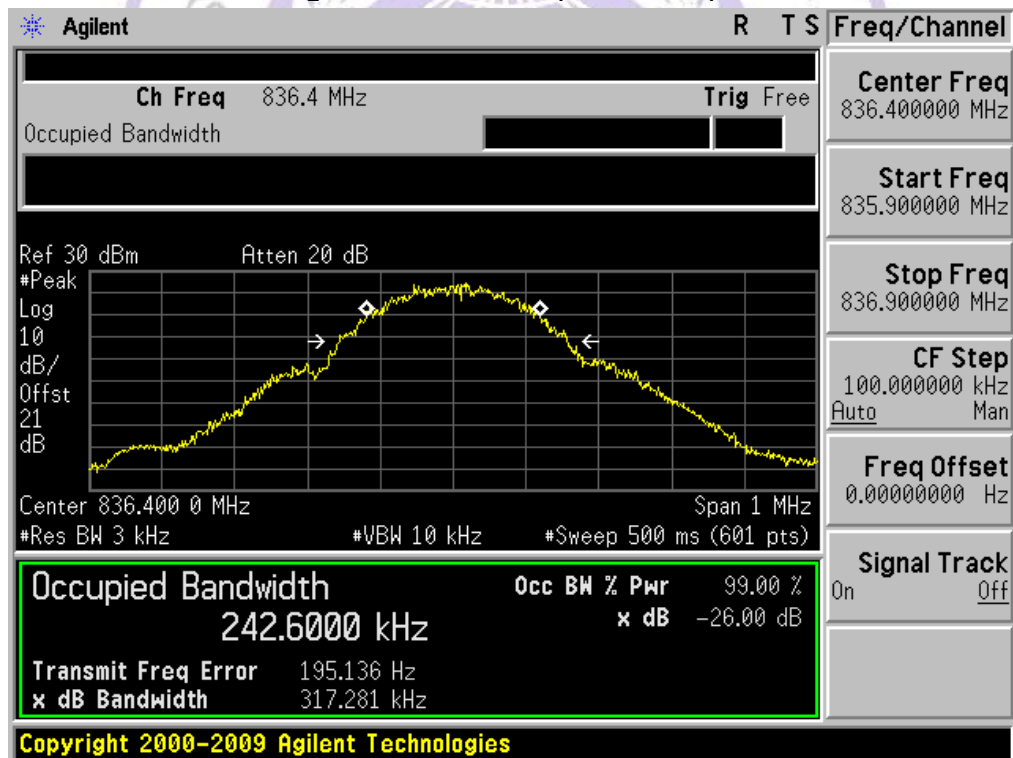 Agilent R T S
Ch Freq 836.4 MHz Trig Free
Occupied Bandwidth
Ref 30 dBm Atten 20 dB
#Peak
Log
10
dB/
Offst
21
dB
Center 836.400 0 MHz Span 1 MHz
#Res BW 3 kHz #VBW 10 kHz #Sweep 500 ms (601 pts)
Occupied Bandwidth
242.6000 kHz
Occ BW % Pwr 99.00 %
x dB -26.00 dB
Transmit Freq Error 195.136 Hz
x dB Bandwidth 317.281 kHz
Copyright 2000-2009 Agilent Technologies
Freq/Channel
Center Freq
836.400000 MHz
Start Freq
835.900000 MHz
Stop Freq
836.900000 MHz
CF Step
100.000000 kHz
Auto Man
Freq Offset
0.00000000 Hz
Signal Track
On Off